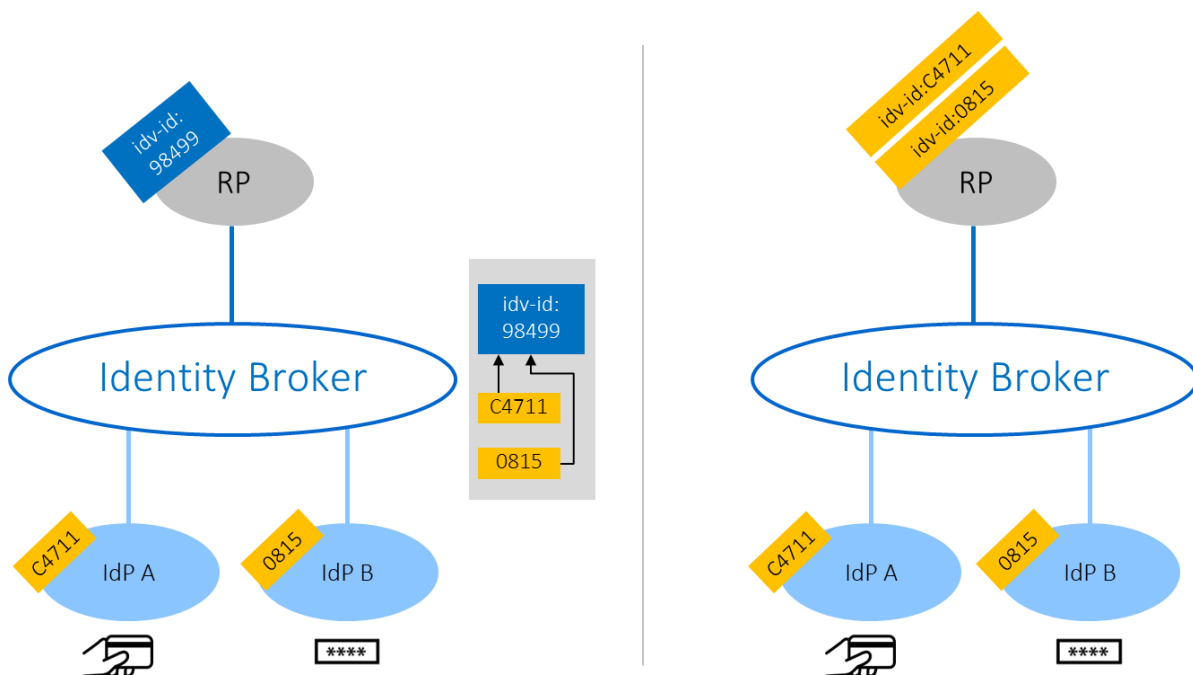 idv-id:
98499
RP
idv-id:
98499
Identity Broker
C4711
0815
C4711
IdP A
0815
IdP B
****
idv-id:C4711
idv-id:0815
RP
Identity Broker
C4711
IdP A
0815
IdP B
****